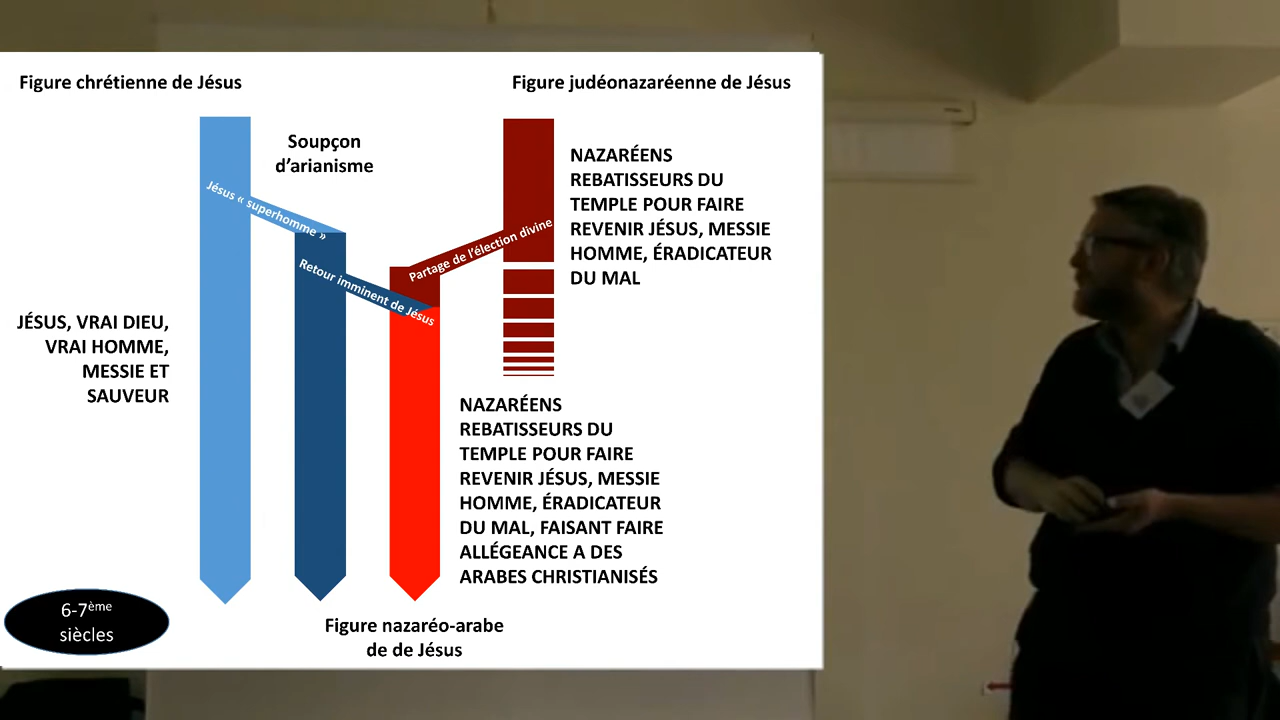 Figure chrétienne de Jésus
Figure judéonazaréenne de Jésus
Soupçon
d’arianisme
Jésus « superhomme »
Retour imminent de Jésus
Partage de l’élection divine
NAZARÉENS
REBATISSEURS DU
TEMPLE POUR FAIRE
REVENIR JÉSUS, MESSIE
HOMME, ÉRADICATEUR
DU MAL
JÉSUS, VRAI DIEU,
VRAI HOMME,
MESSIE ET
SAUVEUR
NAZARÉENS
REBATISSEURS DU
TEMPLE POUR FAIRE
REVENIR JÉSUS, MESSIE
HOMME, ÉRADICATEUR
DU MAL, FAISANT FAIRE
ALLÉGEANCE A DES
ARABES CHRISTIANISÉS
6-7ème
siècles
Figure nazaréo-arabe
de de Jésus